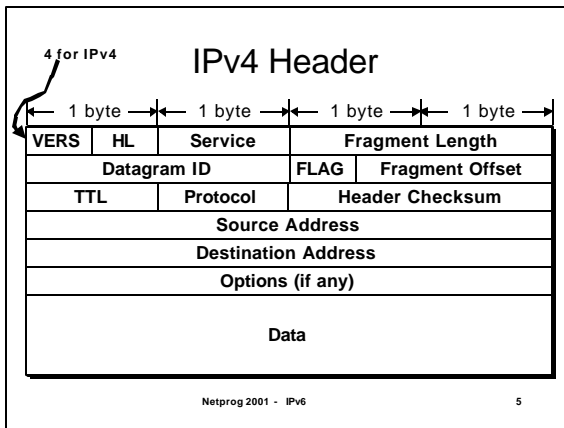 4 for IPv4
IPv4 Header
1 byte 1 byte 1 byte 1 byte
VERS HL Service Fragment Length
Datagram ID FLAG Fragment Offset
TTL Protocol Header Checksum
Source Address
Destination Address
Options (if any)
Data
Netprog 2001 - IPv6 5